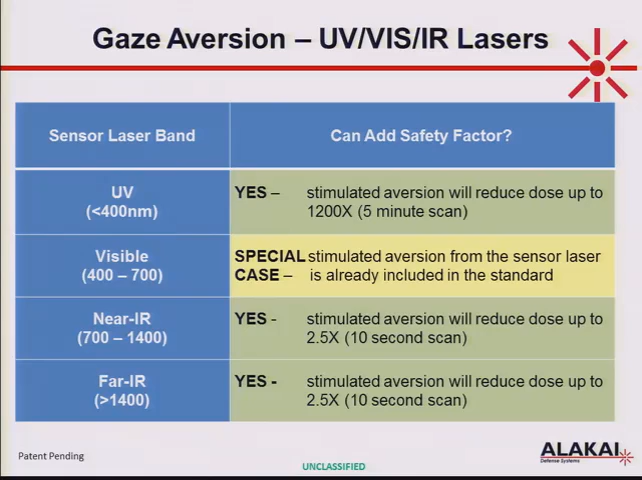 Gaze Aversion – UV/VIS/IR Lasers
Sensor Laser Band
Can Add Safety Factor?
UV
(<400nm)
YES – stimulated aversion will reduce dose up to
1200X (5 minute scan)
Visible
(400 – 700)
SPECIAL stimulated aversion from the sensor laser
CASE – is already included in the standard
Near-IR
(700 – 1400)
YES - stimulated aversion will reduce dose up to
2.5X (10 second scan)
Far-IR
(>1400)
YES - stimulated aversion will reduce dose up to
2.5X (10 second scan)
Patent Pending
UNCLASSIFIED
ALAKAI
Defense Systems